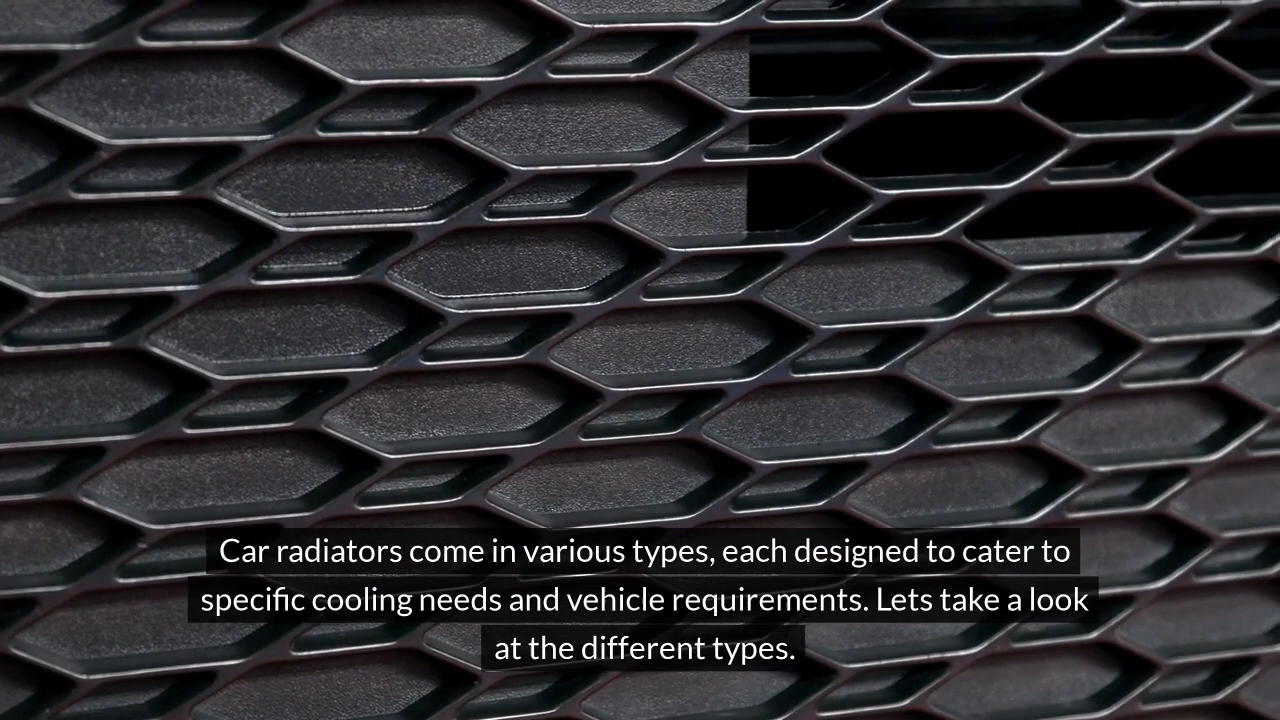 Car radiators come in various types, each designed to cater to
specific cooling needs and vehicle requirements. Lets take a look
at the different types.